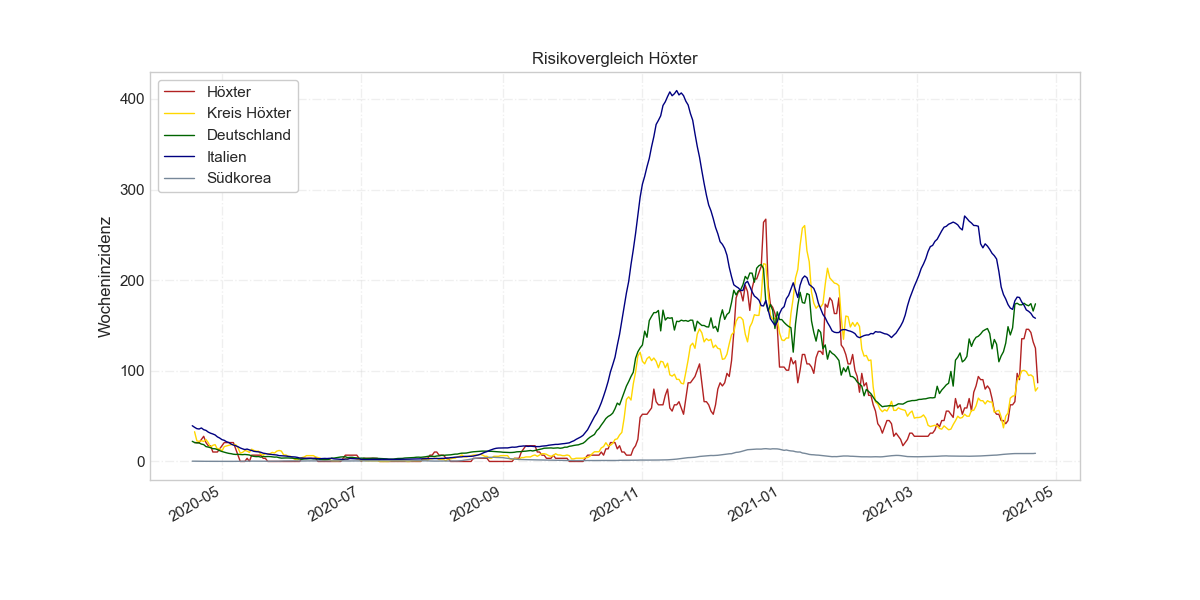 Risikovergleich Höxter
Höxter
Kreis Höxter
Deutschland
Italien
Südkorea
Wocheninzidenz
400
300
200
100
0
2020-05
2020-07
2020-09
2020-11
2021-01
2021-03
2021-05